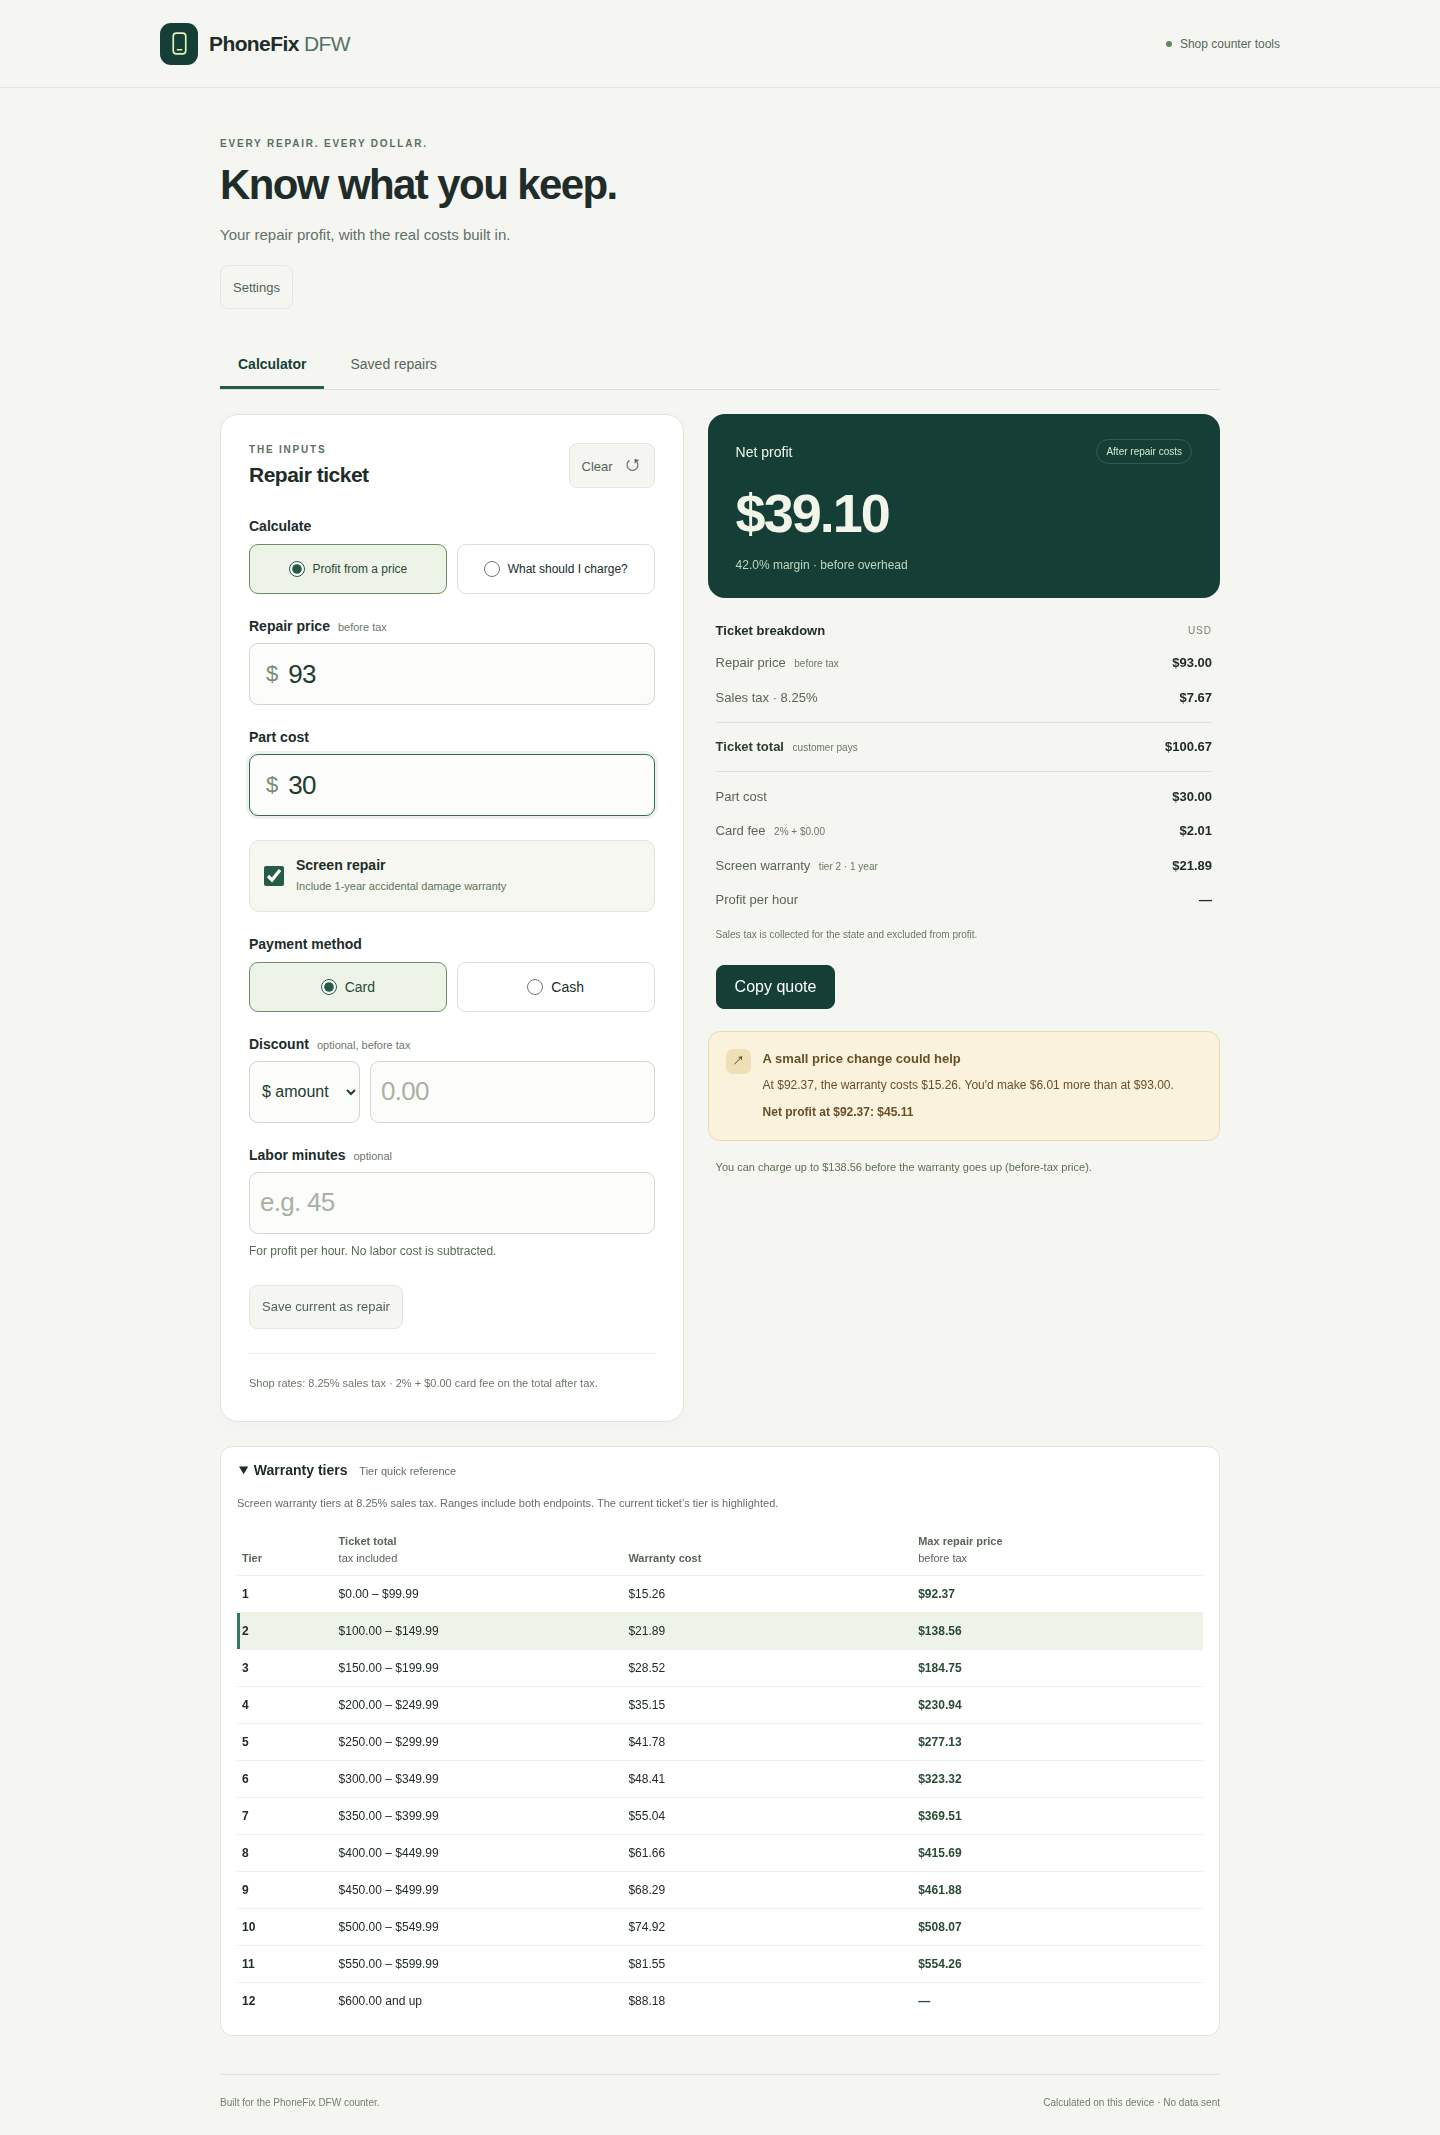 PhoneFix DFW
Shop counter tools
EVERY REPAIR. EVERY DOLLAR.
Know what you keep.
Your repair profit, with the real costs built in.
Settings
Calculator
Saved repairs
THE INPUTS
Repair ticket
Clear
Calculate
Profit from a price
What should I charge?
Repair price before tax
$ 93
Part cost
$ 30
Screen repair
Include 1-year accidental damage warranty
Payment method
Card
Cash
Discount optional, before tax
$ amount
0.00
Labor minutes optional
e.g. 45
For profit per hour. No labor cost is subtracted.
Save current as repair
Shop rates: 8.25% sales tax · 2% + $0.00 card fee on the total after tax.
Net profit
After repair costs
$39.10
42.0% margin · before overhead
Ticket breakdown USD
Repair price before tax $93.00
Sales tax · 8.25% $7.67
Ticket total customer pays $100.67
Part cost $30.00
Card fee 2% + $0.00 $2.01
Screen warranty tier 2 · 1 year $21.89
Profit per hour —
Sales tax is collected for the state and excluded from profit.
Copy quote
A small price change could help
At $92.37, the warranty costs $15.26. You'd make $6.01 more than at $93.00.
Net profit at $92.37: $45.11
You can charge up to $138.56 before the warranty goes up (before-tax price).
Warranty tiers Tier quick reference
Screen warranty tiers at 8.25% sales tax. Ranges include both endpoints. The current ticket's tier is highlighted.
Ticket total Max repair price
Tier tax included Warranty cost before tax
1 $0.00 – $99.99 $15.26 $92.37
2 $100.00 – $149.99 $21.89 $138.56
3 $150.00 – $199.99 $28.52 $184.75
4 $200.00 – $249.99 $35.15 $230.94
5 $250.00 – $299.99 $41.78 $277.13
6 $300.00 – $349.99 $48.41 $323.32
7 $350.00 – $399.99 $55.04 $369.51
8 $400.00 – $449.99 $61.66 $415.69
9 $450.00 – $499.99 $68.29 $461.88
10 $500.00 – $549.99 $74.92 $508.07
11 $550.00 – $599.99 $81.55 $554.26
12 $600.00 and up $88.18 —
Built for the PhoneFix DFW counter.
Calculated on this device · No data sent